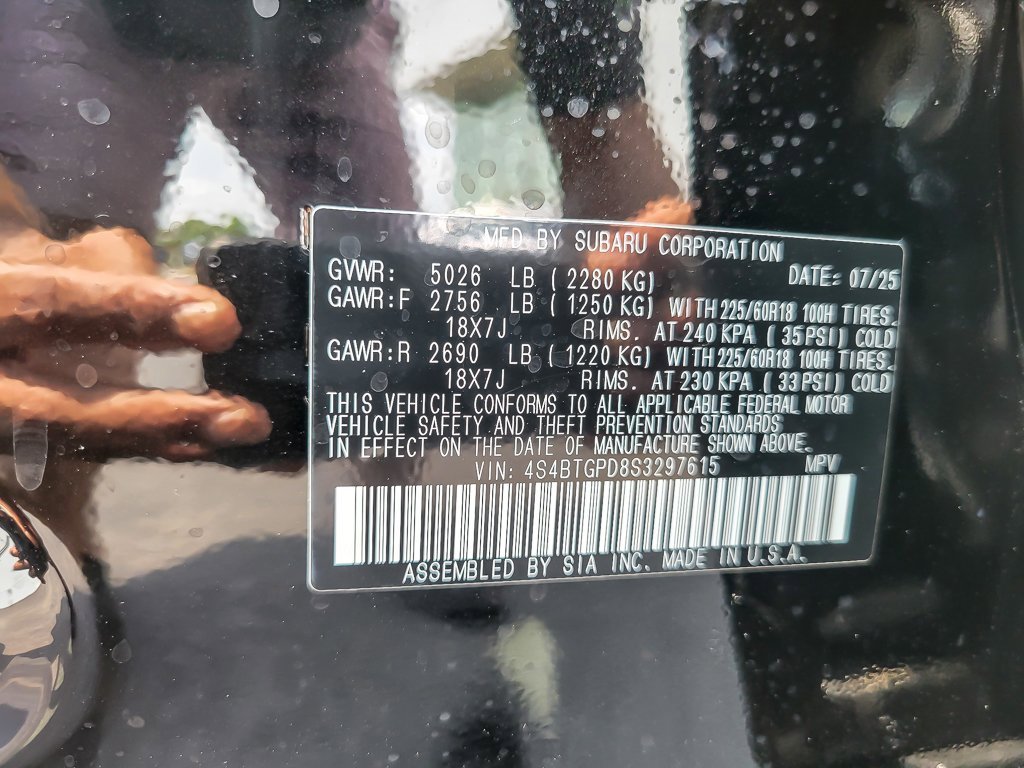 MFD BY SUBARU CORPORATION
GVWR: 5026 LB ( 2280 KG) DATE: 07/25
GAWR:F 2756 LB ( 1250 KG) WITH 225/60R18 100H TIRES.
18X7J RIMS. AT 240 KPA ( 35 PSI) COLD
GAWR:R 2690 LB ( 1220 KG) WITH 225/60R18 100H TIRES.
18X7J RIMS. AT 230 KPA ( 33 PSI) COLD
THIS VEHICLE CONFORMS TO ALL APPLICABLE FEDERAL MOTOR
VEHICLE SAFETY AND THEFT PREVENTION STANDARDS
IN EFFECT ON THE DATE OF MANUFACTURE SHOWN ABOVE.
VIN: 4S4BTGPD8S3297615 MPV
ASSEMBLED BY SIA INC. MADE IN U.S.A.